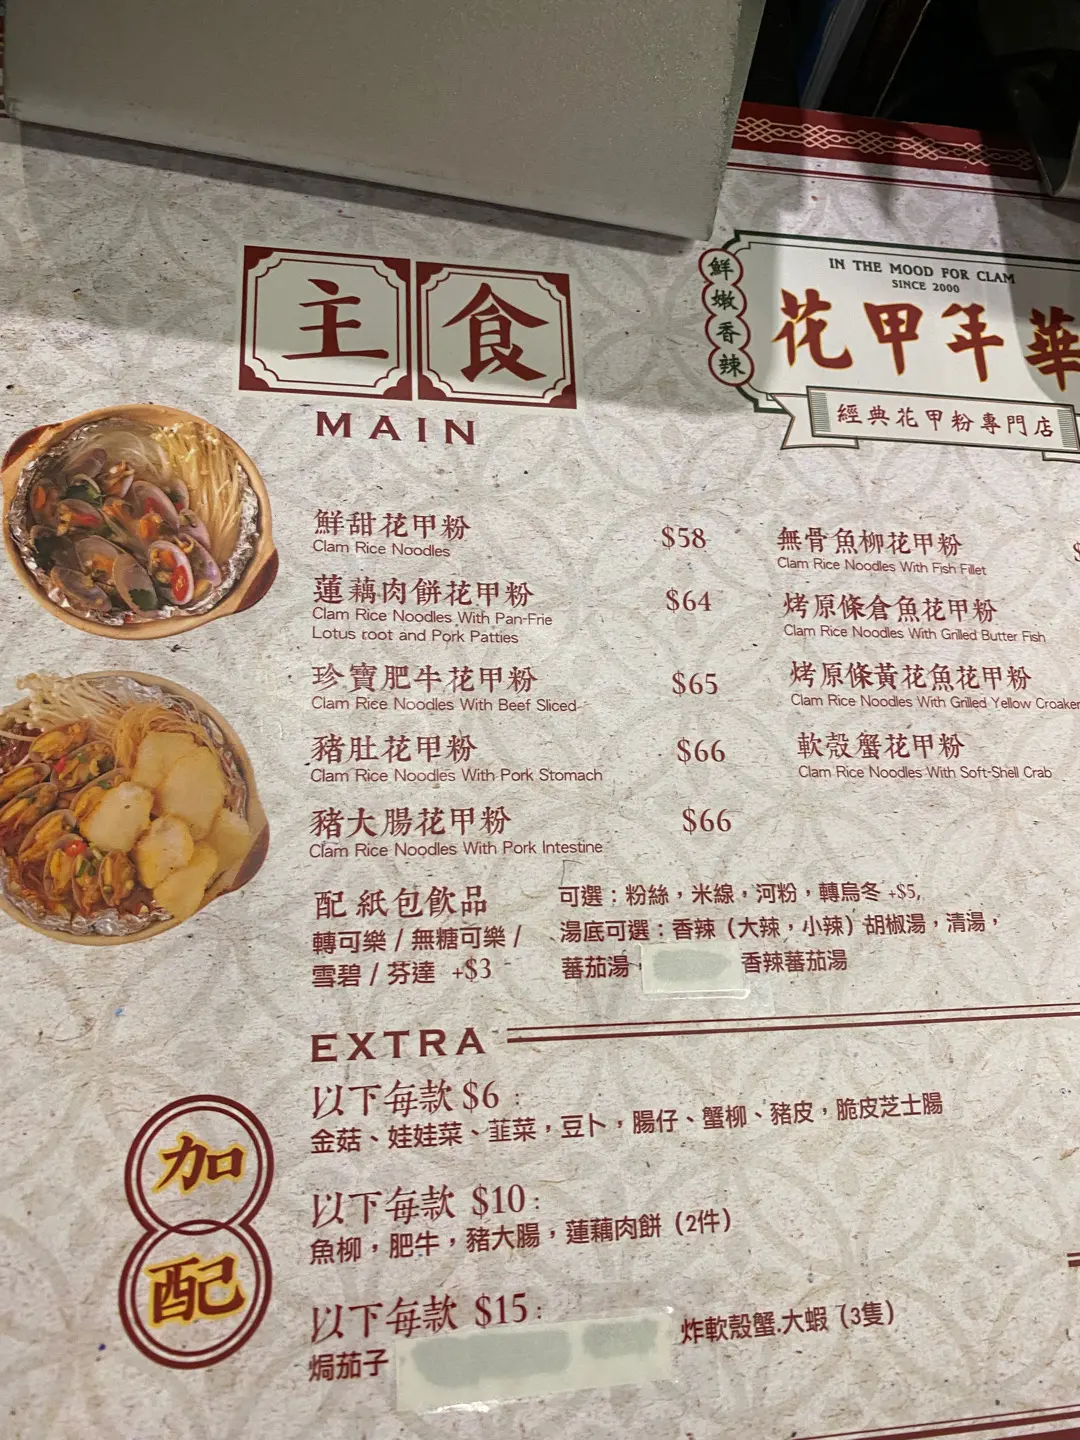 主食
MAIN
鮮嫩香辣
IN THE MOOD FOR CLAM
SINCE 2000
花甲年華
經典花甲粉專門店
鮮甜花甲粉 $58
Clam Rice Noodles
蓮藕肉餅花甲粉 $64
Clam Rice Noodles With Pan-Frie
Lotus root and Pork Patties
珍寶肥牛花甲粉 $65
Clam Rice Noodles With Beef Sliced
豬肚花甲粉 $66
Clam Rice Noodles With Pork Stomach
豬大腸花甲粉 $66
Clam Rice Noodles With Pork Intestine
無骨魚柳花甲粉
Clam Rice Noodles With Fish Fillet
烤原條倉魚花甲粉
Clam Rice Noodles With Grilled Butter Fish
烤原條黃花魚花甲粉
Clam Rice Noodles With Grilled Yellow Croaker
軟殼蟹花甲粉
Clam Rice Noodles With Soft-Shell Crab
配 紙包飲品
轉可樂 / 無糖可樂 /
雪碧 / 芬達 +$3
可選：粉絲，米線，河粉，轉烏冬 +$5,
湯底可選：香辣（大辣，小辣）胡椒湯，清湯，
蕃茄湯， 香辣蕃茄湯
EXTRA
加配
以下每款 $6 :
金菇、娃娃菜、韮菜，豆卜，腸仔、蟹柳、豬皮，脆皮芝士腸
以下每款 $10 :
魚柳，肥牛，豬大腸，蓮藕肉餅（2件）
以下每款 $15 :
焗茄子 炸軟殼蟹.大蝦（3隻）